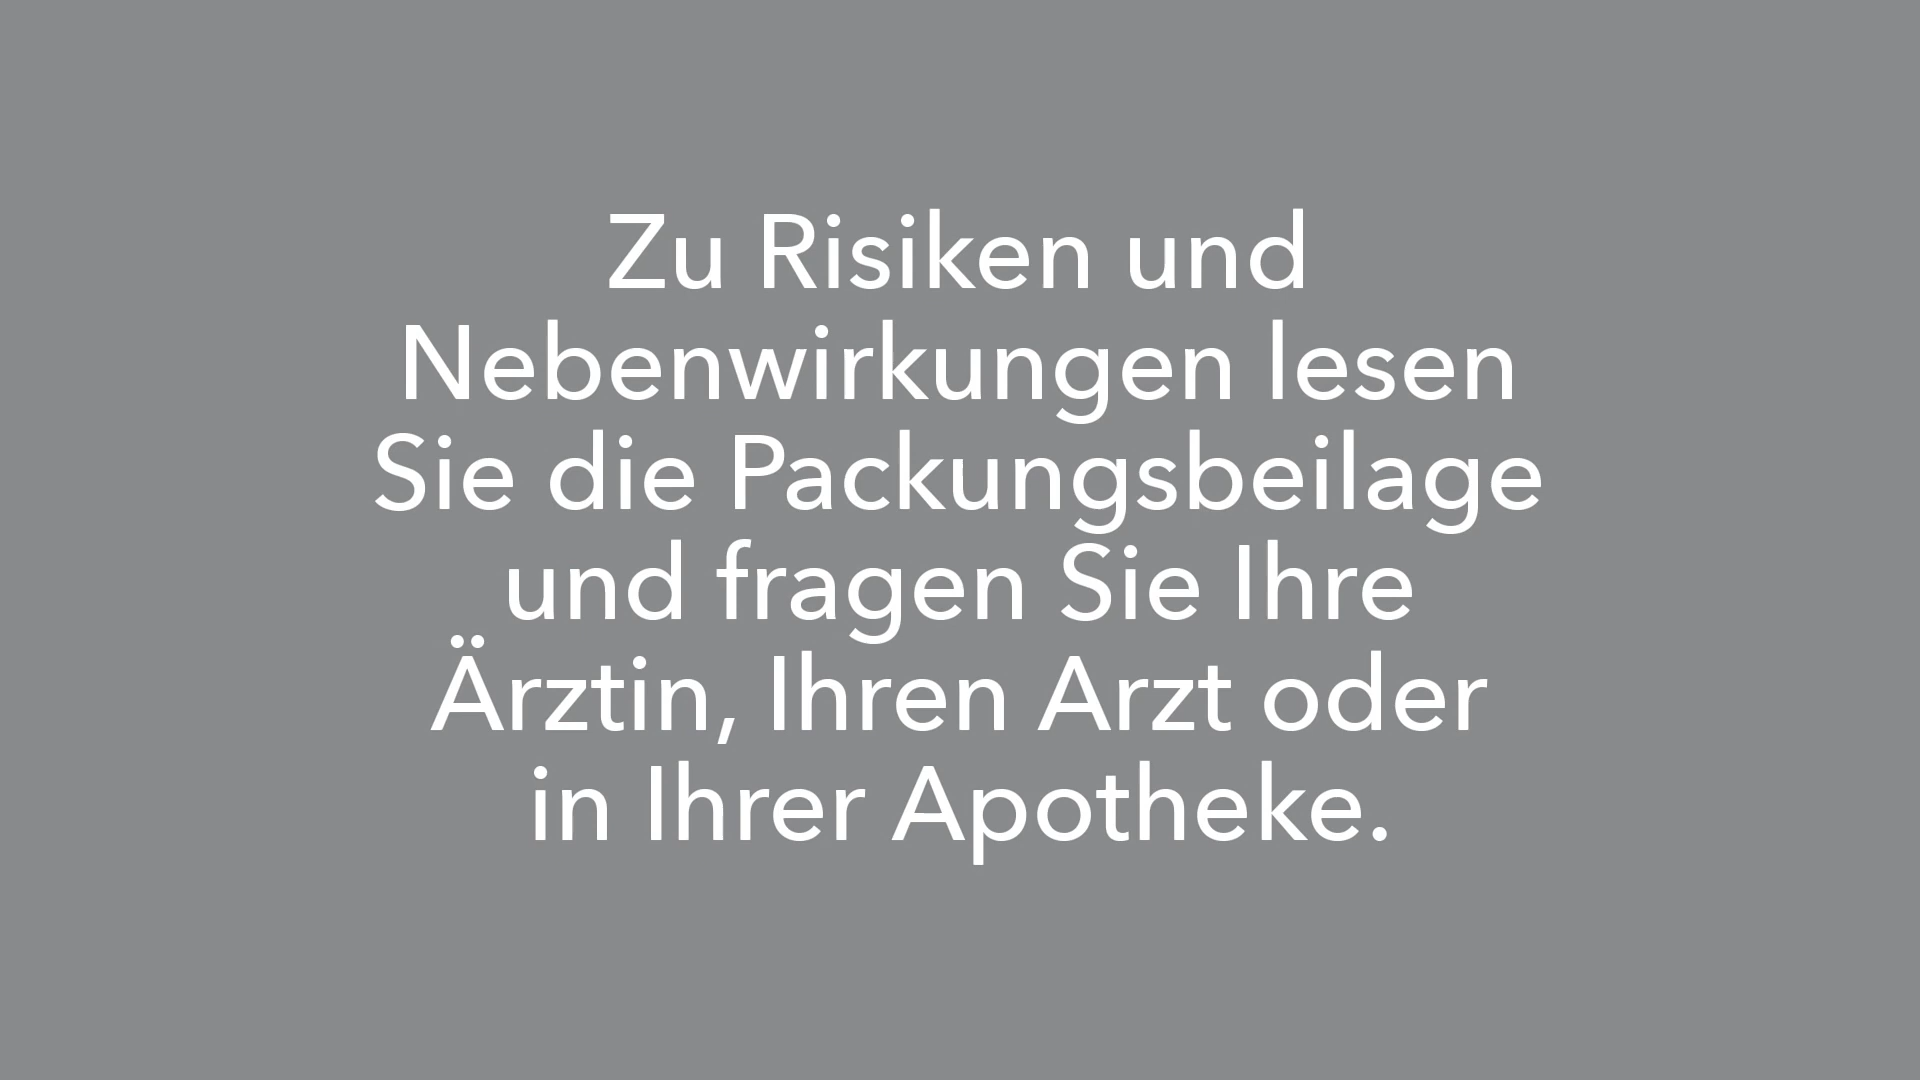 Zu Risiken und
Nebenwirkungen lesen
Sie die Packungsbeilage
und fragen Sie Ihre
Ärztin, Ihren Arzt oder
in Ihrer Apotheke.